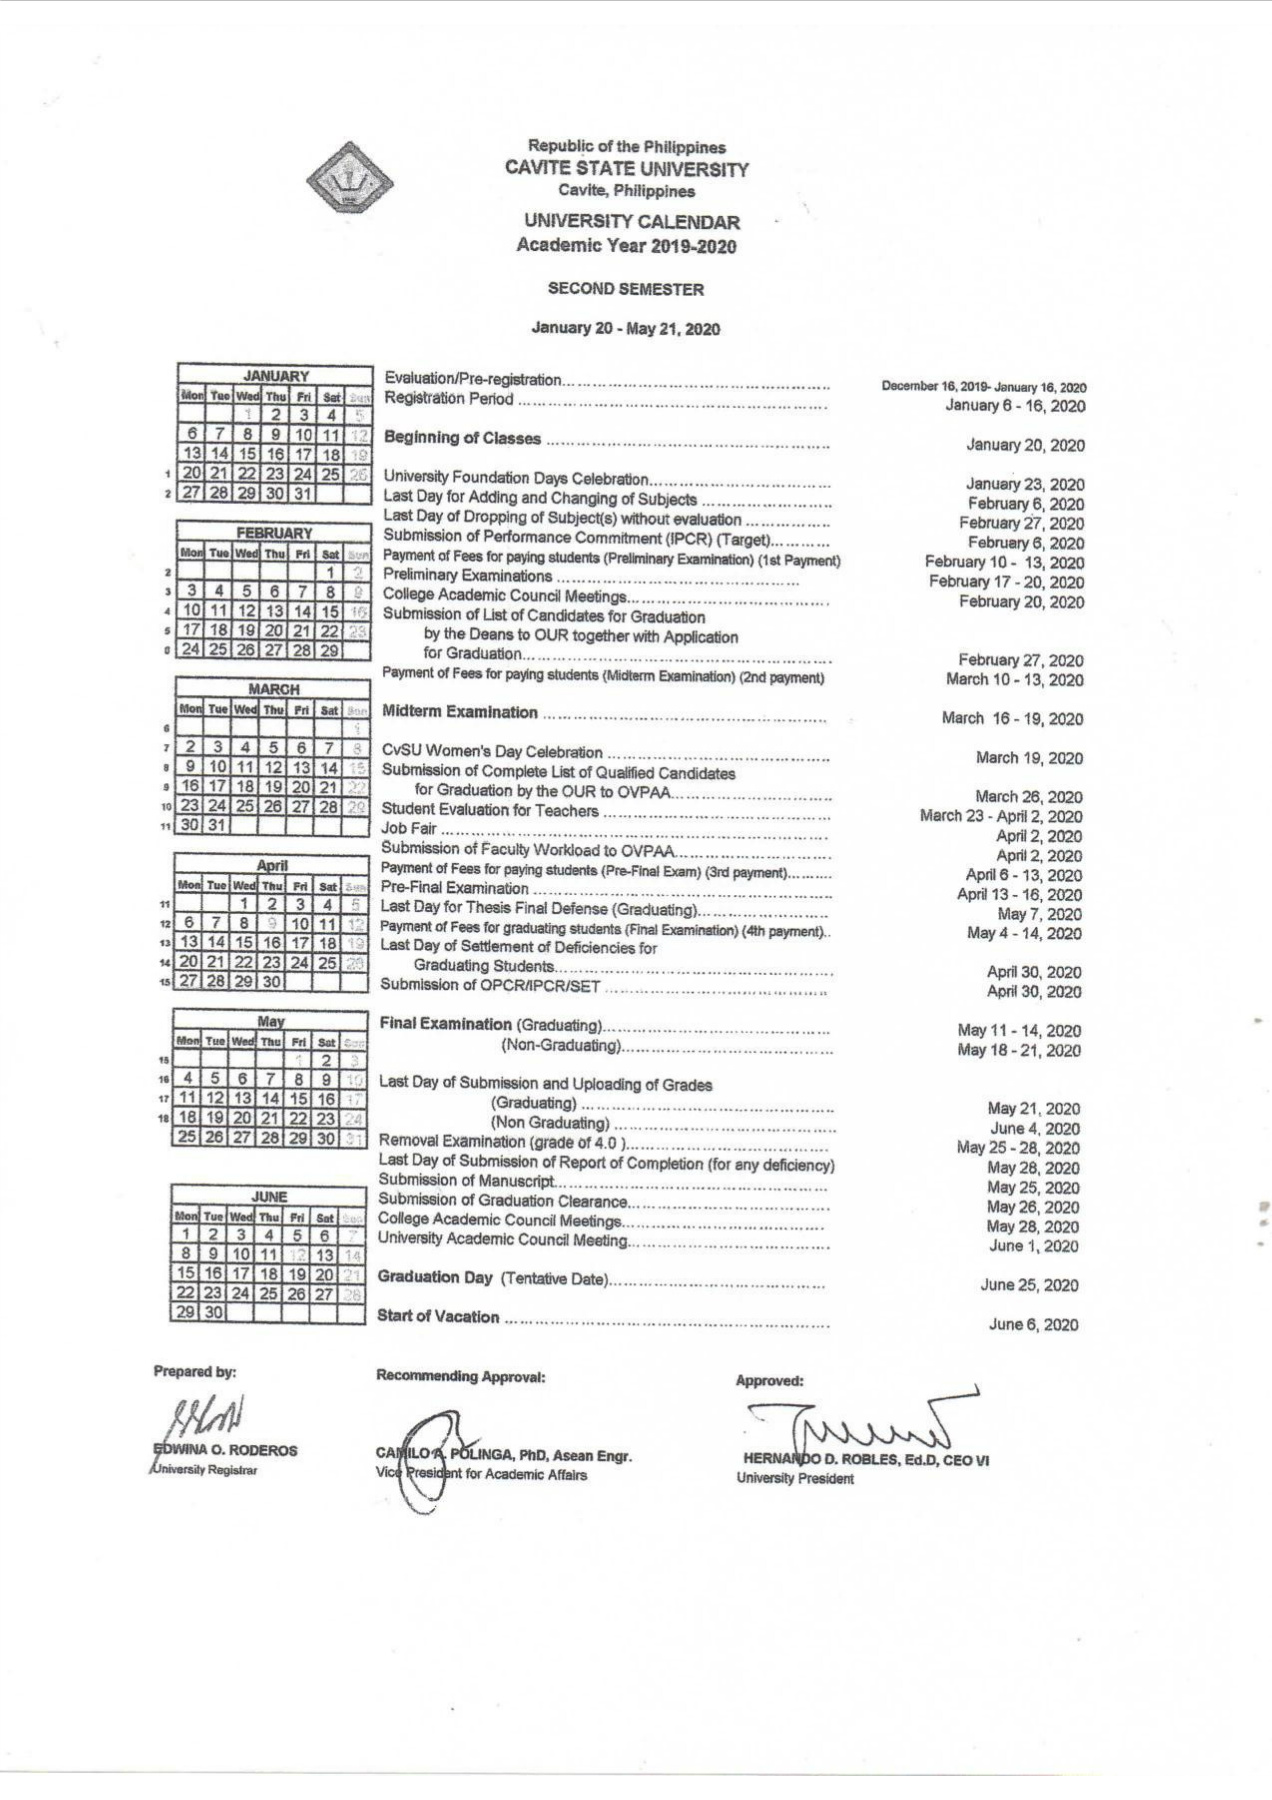 Republic of the Philippines
CAVITE STATE UNIVERSITY
Cavite, Philippines
UNIVERSITY CALENDAR
Academic Year 2019-2020
SECOND SEMESTER
January 20 - May 21, 2020
JANUARY
Mon Tue Wed Thu Fri Sat Sun
1 2 3 4 5
6 7 8 9 10 11 12
13 14 15 16 17 18 19
1 20 21 22 23 24 25 26
2 27 28 29 30 31
FEBRUARY
Mon Tue Wed Thu Fri Sat Sun
2 1 2
3 3 4 5 6 7 8 9
4 10 11 12 13 14 15 16
5 17 18 19 20 21 22 23
6 24 25 26 27 28 29
MARCH
Mon Tue Wed Thu Fri Sat Sun
6 1
7 2 3 4 5 6 7 8
8 9 10 11 12 13 14 15
9 16 17 18 19 20 21 22
10 23 24 25 26 27 28 29
11 30 31
April
Mon Tue Wed Thu Fri Sat Sun
11 1 2 3 4 5
12 6 7 8 9 10 11 12
13 13 14 15 16 17 18 19
14 20 21 22 23 24 25 26
15 27 28 29 30
May
Mon Tue Wed Thu Fri Sat Sun
15 1 2 3
16 4 5 6 7 8 9 10
17 11 12 13 14 15 16 17
18 18 19 20 21 22 23 24
25 26 27 28 29 30 31
JUNE
Mon Tue Wed Thu Fri Sat Sun
1 2 3 4 5 6 7
8 9 10 11 12 13 14
15 16 17 18 19 20 21
22 23 24 25 26 27 28
29 30
Evaluation/Pre-registration........ December 16, 2019- January 16, 2020
Registration Period ........ January 6 - 16, 2020
Beginning of Classes ........ January 20, 2020
University Foundation Days Celebration........ January 23, 2020
Last Day for Adding and Changing of Subjects ........ February 6, 2020
Last Day of Dropping of Subject(s) without evaluation ........ February 27, 2020
Submission of Performance Commitment (IPCR) (Target)........ February 6, 2020
Payment of Fees for paying students (Preliminary Examination) (1st Payment) February 10 - 13, 2020
Preliminary Examinations ........ February 17 - 20, 2020
College Academic Council Meetings........ February 20, 2020
Submission of List of Candidates for Graduation
by the Deans to OUR together with Application
for Graduation........ February 27, 2020
Payment of Fees for paying students (Midterm Examination) (2nd payment) March 10 - 13, 2020
Midterm Examination ........ March 16 - 19, 2020
CvSU Women's Day Celebration ........ March 19, 2020
Submission of Complete List of Qualified Candidates
for Graduation by the OUR to OVPAA........ March 26, 2020
Student Evaluation for Teachers ........ March 23 - April 2, 2020
Job Fair ........ April 2, 2020
Submission of Faculty Workload to OVPAA........ April 2, 2020
Payment of Fees for paying students (Pre-Final Exam) (3rd payment)........ April 6 - 13, 2020
Pre-Final Examination ........ April 13 - 16, 2020
Last Day for Thesis Final Defense (Graduating)........ May 7, 2020
Payment of Fees for graduating students (Final Examination) (4th payment).. May 4 - 14, 2020
Last Day of Settlement of Deficiencies for
Graduating Students........ April 30, 2020
Submission of OPCR/IPCR/SET ........ April 30, 2020
Final Examination (Graduating)........ May 11 - 14, 2020
(Non-Graduating)........ May 18 - 21, 2020
Last Day of Submission and Uploading of Grades
(Graduating) ........ May 21, 2020
(Non Graduating) ........ June 4, 2020
Removal Examination (grade of 4.0 )........ May 25 - 28, 2020
Last Day of Submission of Report of Completion (for any deficiency) May 28, 2020
Submission of Manuscript........ May 25, 2020
Submission of Graduation Clearance........ May 26, 2020
College Academic Council Meetings........ May 28, 2020
University Academic Council Meeting........ June 1, 2020
Graduation Day (Tentative Date)........ June 25, 2020
Start of Vacation ........ June 6, 2020
Prepared by:
EDWINA O. RODEROS
University Registrar
Recommending Approval:
CAMILO A. POLINGA, PhD, Asean Engr.
Vice President for Academic Affairs
Approved:
HERNANDO D. ROBLES, Ed.D, CEO VI
University President